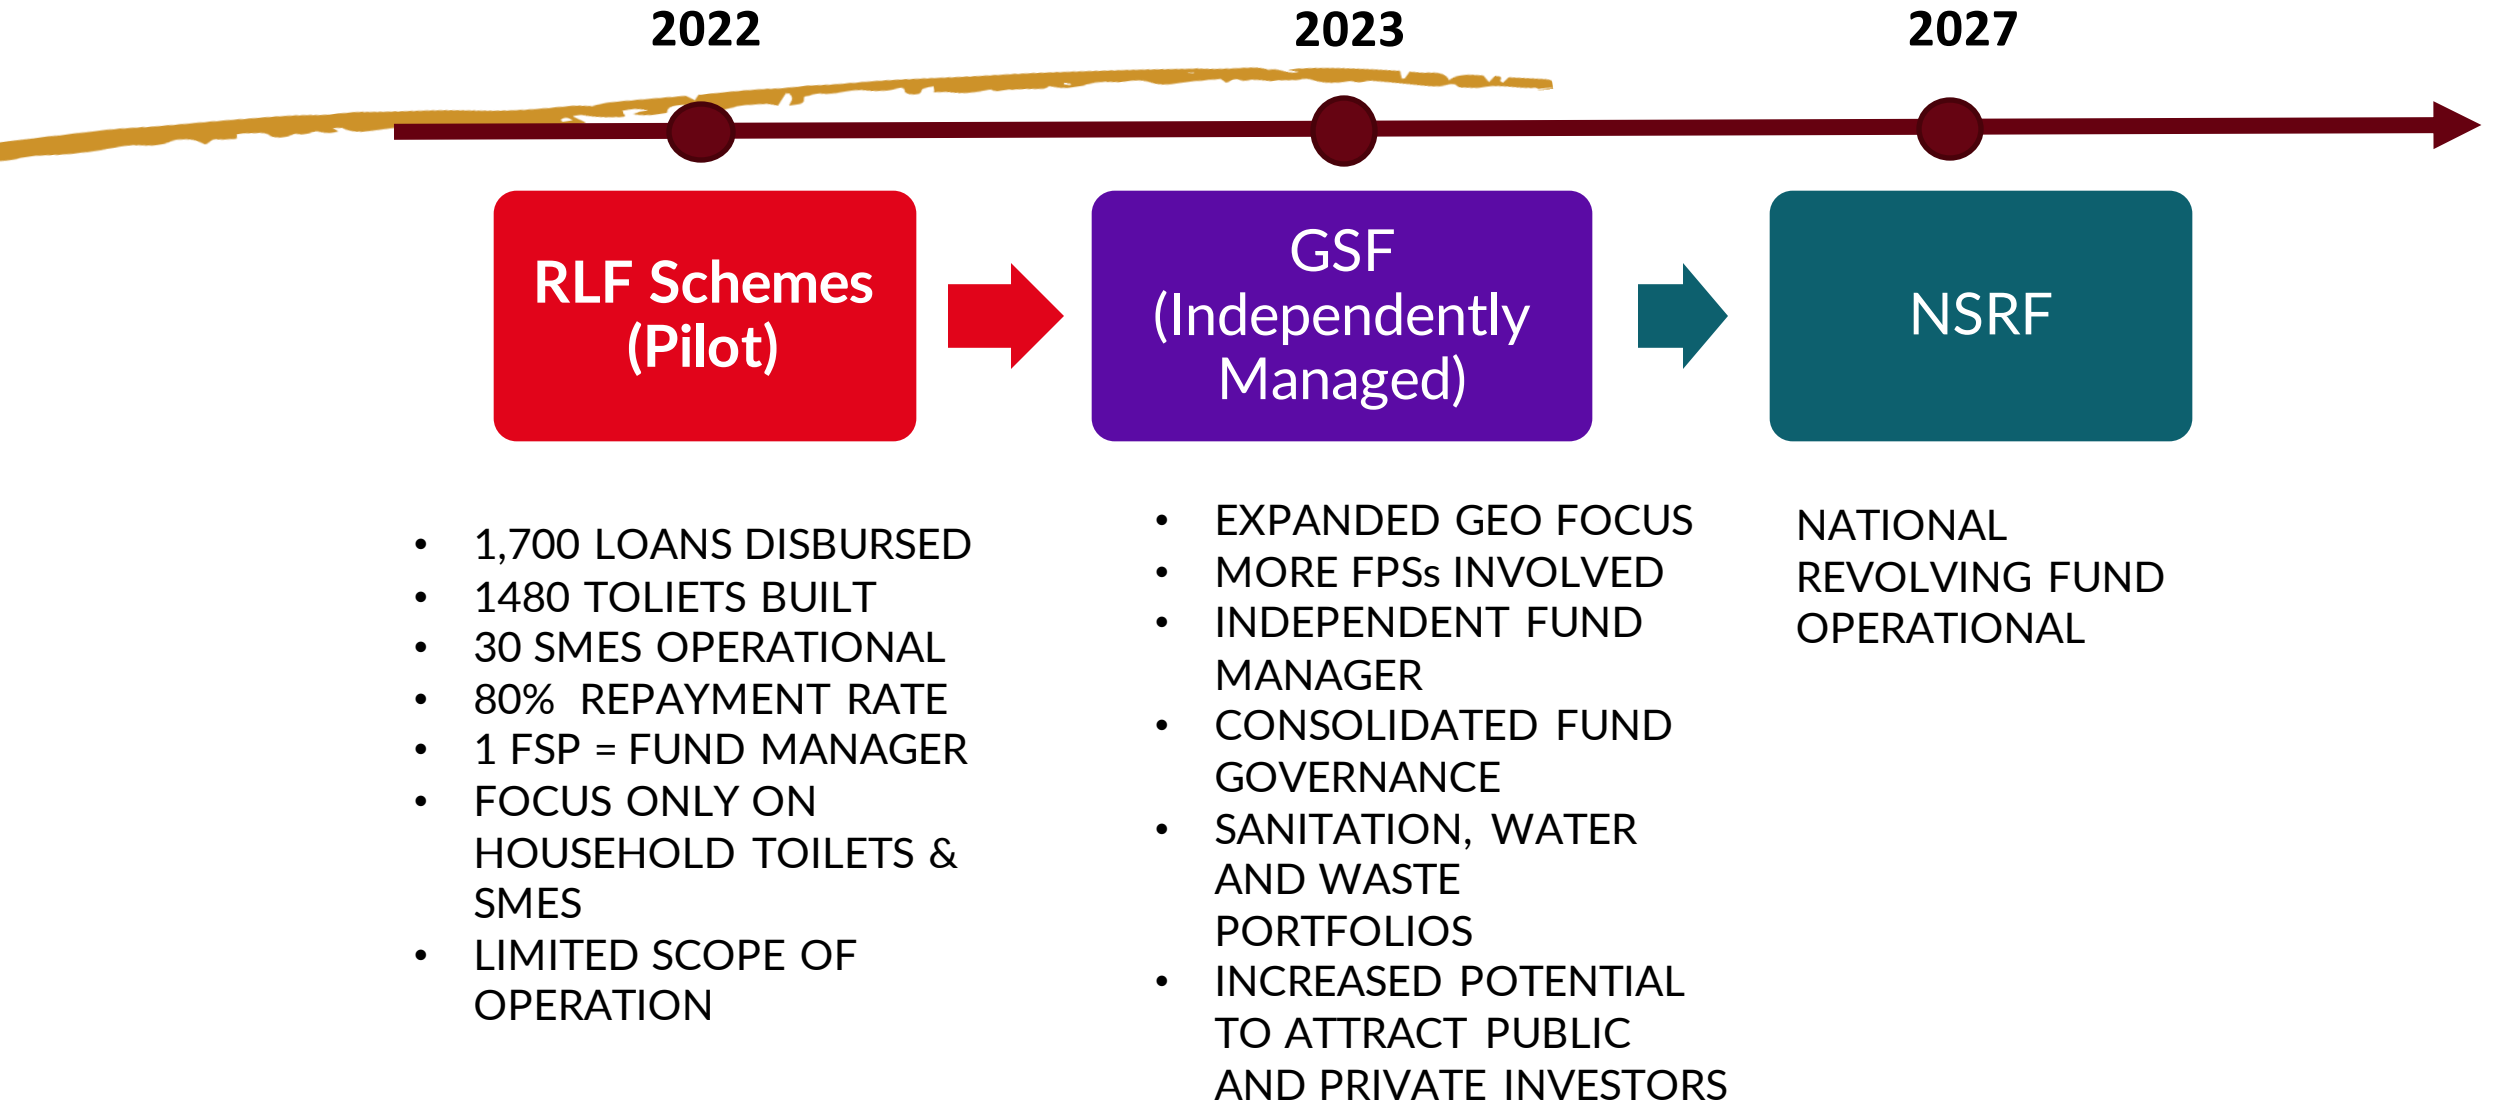 2022
2023
2027
RLF Schemes
(Pilot)
GSF
(Independently
Managed)
NSRF
• 1,700 LOANS DISBURSED
• 1480 TOLIETS BUILT
• 30 SMES OPERATIONAL
• 80% REPAYMENT RATE
• 1 FSP = FUND MANAGER
• FOCUS ONLY ON
HOUSEHOLD TOILETS &
SMES
• LIMITED SCOPE OF
OPERATION
• EXPANDED GEO FOCUS
• MORE FPSs INVOLVED
• INDEPENDENT FUND
MANAGER
• CONSOLIDATED FUND
GOVERNANCE
• SANITATION, WATER
AND WASTE
PORTFOLIOS
• INCREASED POTENTIAL
TO ATTRACT PUBLIC
AND PRIVATE INVESTORS
NATIONAL
REVOLVING FUND
OPERATIONAL